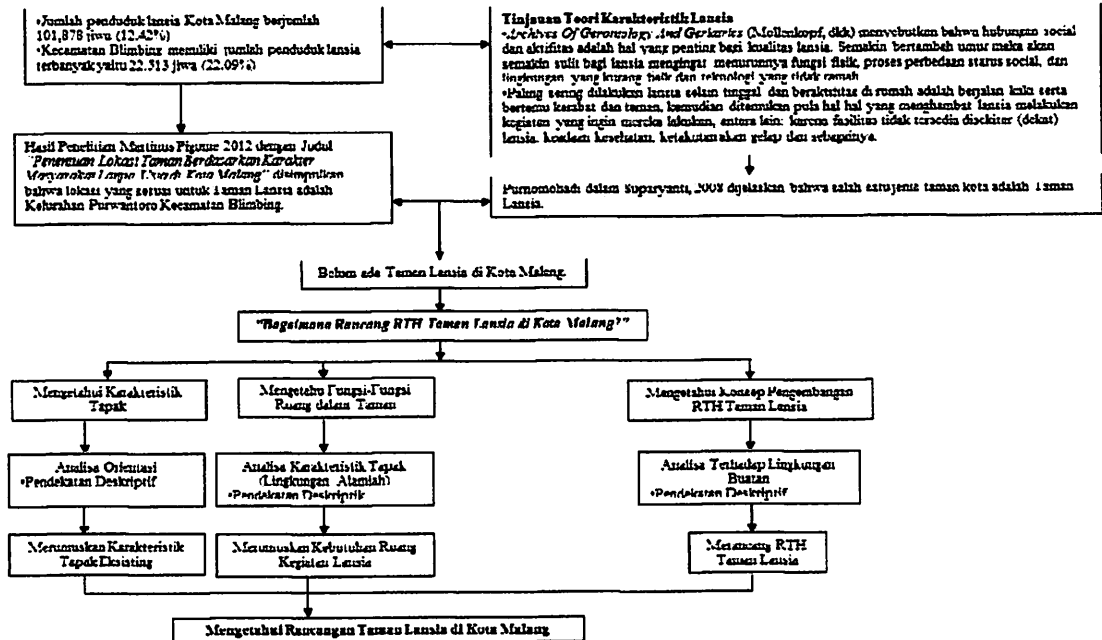 •Jumlah penduduk lansia Kota Malang berjumlah
101,878 jiwa (12.42%)
•Kecamatan Blimbing memiliki jumlah penduduk lansia
terbanyak yaitu 22.513 jiwa (22.09%)
Tinjauan Teori Karakteristik Lansia
•Archives Of Gerontology And Geriatrics (Mollenkopf, dkk) menyebutkan bahwa hubungan social
dan aktifitas adalah hal yang penting bagi kualitas lansia. Semakin bertambah umur maka akan
semakin sulit bagi lansia mengingat menurunnya fungsi fisik, proses perbedaan status social, dan
lingkungan yang kurang baik dan teknologi yang tidak ramah
•Paling sering dilakukan lansia selain tinggal dan beraktifitas di rumah adalah berjalan kaki serta
bertemu kerabat dan teman, kemudian ditemukan pula hal hal yang menghambat lansia melakukan
kegiatan yang ingin mereka lakukan, antara lain: karena fasilitas tidak tersedia disekitar (dekat)
lansia, keadaan kesehatan, ketakutan akan gelap dan sebagainya.
Hasil Penelitian Martinus Pigome 2012 dengan Judul
"Penentuan Lokasi Taman Berdasarkan Karakter
Masyarakat Lanjut Usia di Kota Malang" disimpulkan
bahwa lokasi yang sesuai untuk Taman Lansia adalah
Kelurahan Purwantoro Kecamatan Blimbing.
Purnomohadi dalam Suparyanti, 2008 dijelaskan bahwa salah satu jenis taman kota adalah Taman
Lansia.
Belum ada Taman Lansia di Kota Malang.
"Bagaimana Rancang RTH Taman Lansia di Kota Malang?"
Mengetahui Karakteristik
Tapak
Mengetahu Fungsi-Fungsi
Ruang dalam Taman
Mengetahui Konsep Pengembangan
RTH Taman Lansia
Analisa Orientasi
•Pendekatan Deskriptif
Analisa Karakteristik Tapak
(Lingkungan Alamiah)
•Pendekatan Deskriptik
Analisa Terhadap Lingkungan
Buatan
•Pendekatan Deskriptif
Merumuskan Karakteristik
Tapak Eksisting
Merumuskan Kebutuhan Ruang
Kegiatan Lansia
Merancang RTH
Taman Lansia
Mengetahui Rancangan Taman Lansia di Kota Malang